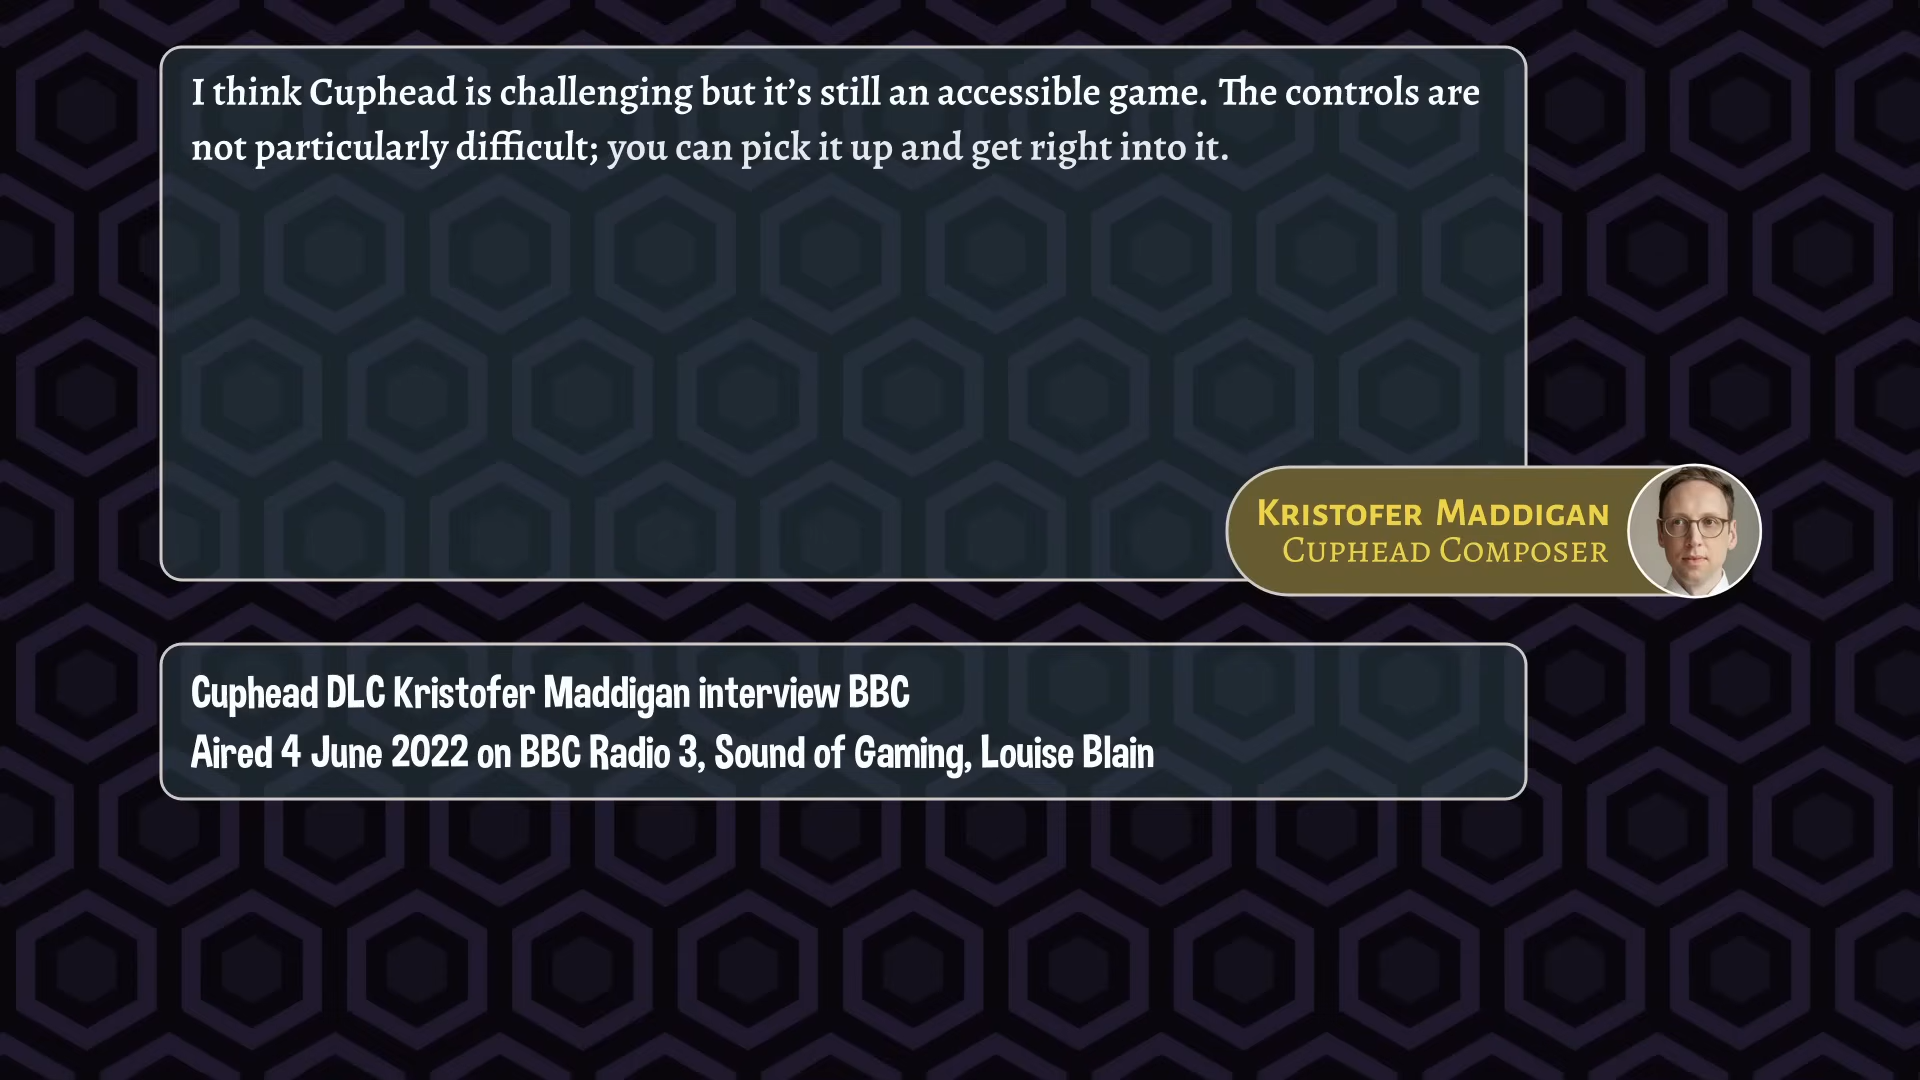 I think Cuphead is challenging but it’s still an accessible game. The controls are
not particularly difficult; you can pick it up and get right into it.
Kristofer Maddigan
Cuphead Composer
Cuphead DLC Kristofer Maddigan interview BBC
Aired 4 June 2022 on BBC Radio 3, Sound of Gaming, Louise Blain